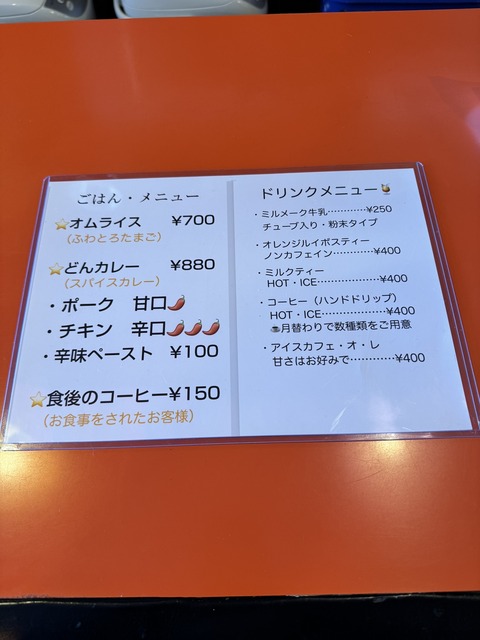 ごはん・メニュー
⭐オムライス ¥700
（ふわとろたまご）
⭐どんカレー ¥880
（スパイスカレー）
・ポーク 甘口🌶
・チキン 辛口🌶🌶🌶
・辛味ペースト ¥100
⭐食後のコーヒー¥150
（お食事をされたお客様）
ドリンクメニュー🍹
・ミルメーク牛乳…………¥250
チューブ入り・粉末タイプ
・オレンジルイボスティー
ノンカフェイン…………¥400
・ミルクティー
HOT・ICE…………………¥400
・コーヒー（ハンドドリップ）
HOT・ICE…………………¥400
☕月替わりで数種類をご用意
・アイスカフェ・オ・レ
甘さはお好みで…………¥400